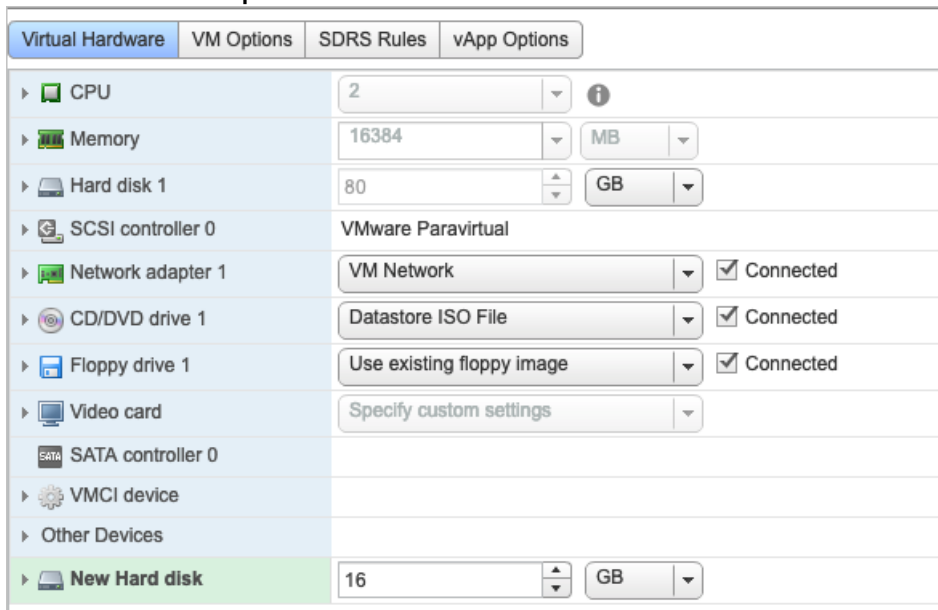 Virtual Hardware VM Options SDRS Rules vApp Options
CPU 2
Memory 16384 MB
Hard disk 1 80 GB
SCSI controller 0 VMware Paravirtual
Network adapter 1 VM Network Connected
CD/DVD drive 1 Datastore ISO File Connected
Floppy drive 1 Use existing floppy image Connected
Video card Specify custom settings
SATA SATA controller 0
VMCI device
Other Devices
New Hard disk 16 GB